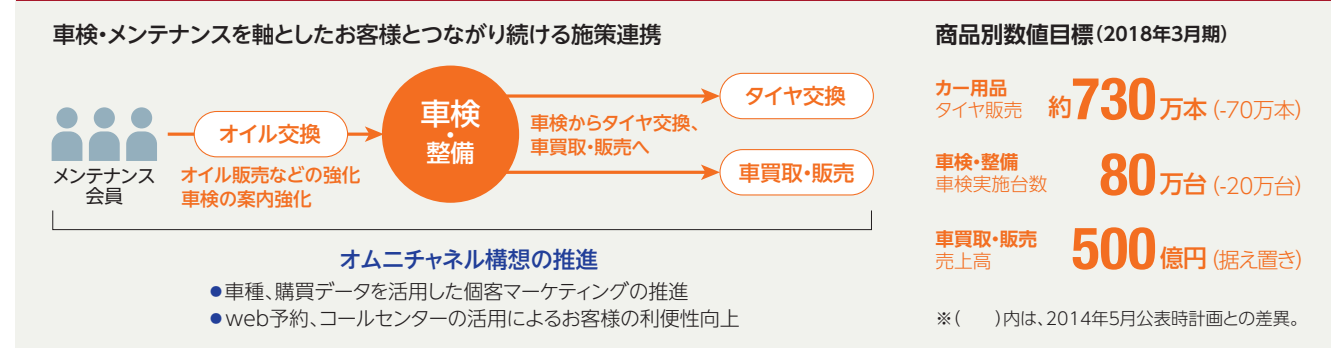 車検・メンテナンスを軸としたお客様とつながり続ける施策連携
メンテナンス
会員
オイル交換
オイル販売などの強化
車検の案内強化
車検
・
整備
車検からタイヤ交換、
車買取・販売へ
タイヤ交換
車買取・販売
オムニチャネル構想の推進
●車種、購買データを活用した個客マーケティングの推進
●web予約、コールセンターの活用によるお客様の利便性向上
商品別数値目標(2018年3月期)
カー用品
タイヤ販売 約730万本(-70万本)
車検・整備
車検実施台数 80万台(-20万台)
車買取・販売
売上高 500億円(据え置き)
※( )内は、2014年5月公表時計画との差異。